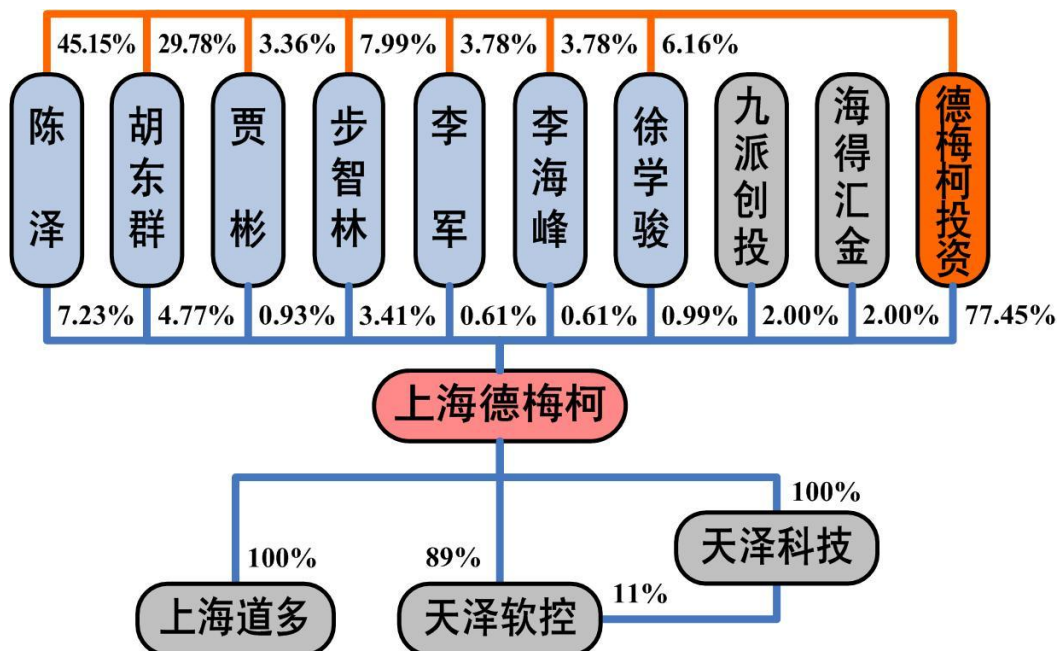 45.15% 29.78% 3.36% 7.99% 3.78% 3.78% 6.16%
陈泽
胡东群
贾彬
步智林
李军
李海峰
徐学骏
九派创投
海得汇金
德梅柯投资
7.23% 4.77% 0.93% 3.41% 0.61% 0.61% 0.99% 2.00% 2.00% 77.45%
上海德梅柯
100%
天泽科技
100% 89%
11%
上海道多 天泽软控